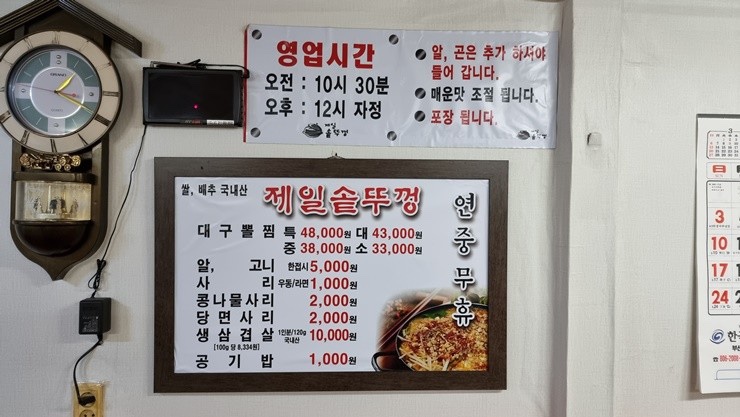 영업시간
오전 : 10시 30분
오후 : 12시 자정
알, 곤은 추가 하셔야
들어 갑니다.
매운맛 조절 됩니다.
포장 됩니다.
쌀, 배추 국내산
제일솥뚜껑
연중무휴
대구뽈찜 특 48,000원 대 43,000원
중 38,000원 소 33,000원
알, 고니 한접시 5,000원
사리 우동/라면 1,000원
콩나물사리 2,000원
당면사리 2,000원
생삼겹살 1인분/120g 국내산 10,000원
[100g 당 8,334원]
공기밥 1,000원
3
日
3
10
17
24